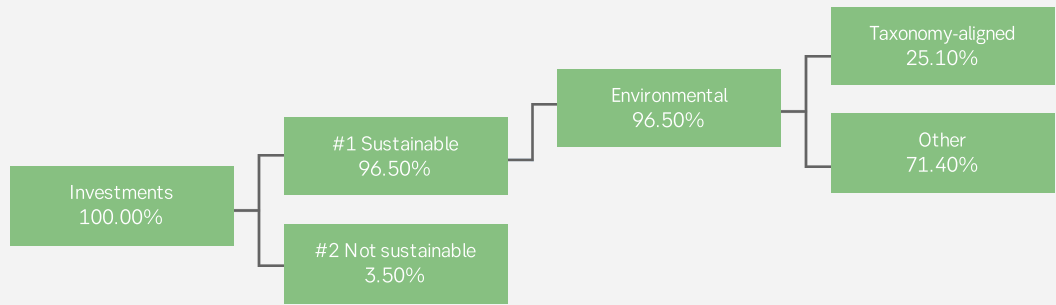 Investments
100.00%
#1 Sustainable
96.50%
#2 Not sustainable
3.50%
Environmental
96.50%
Taxonomy-aligned
25.10%
Other
71.40%